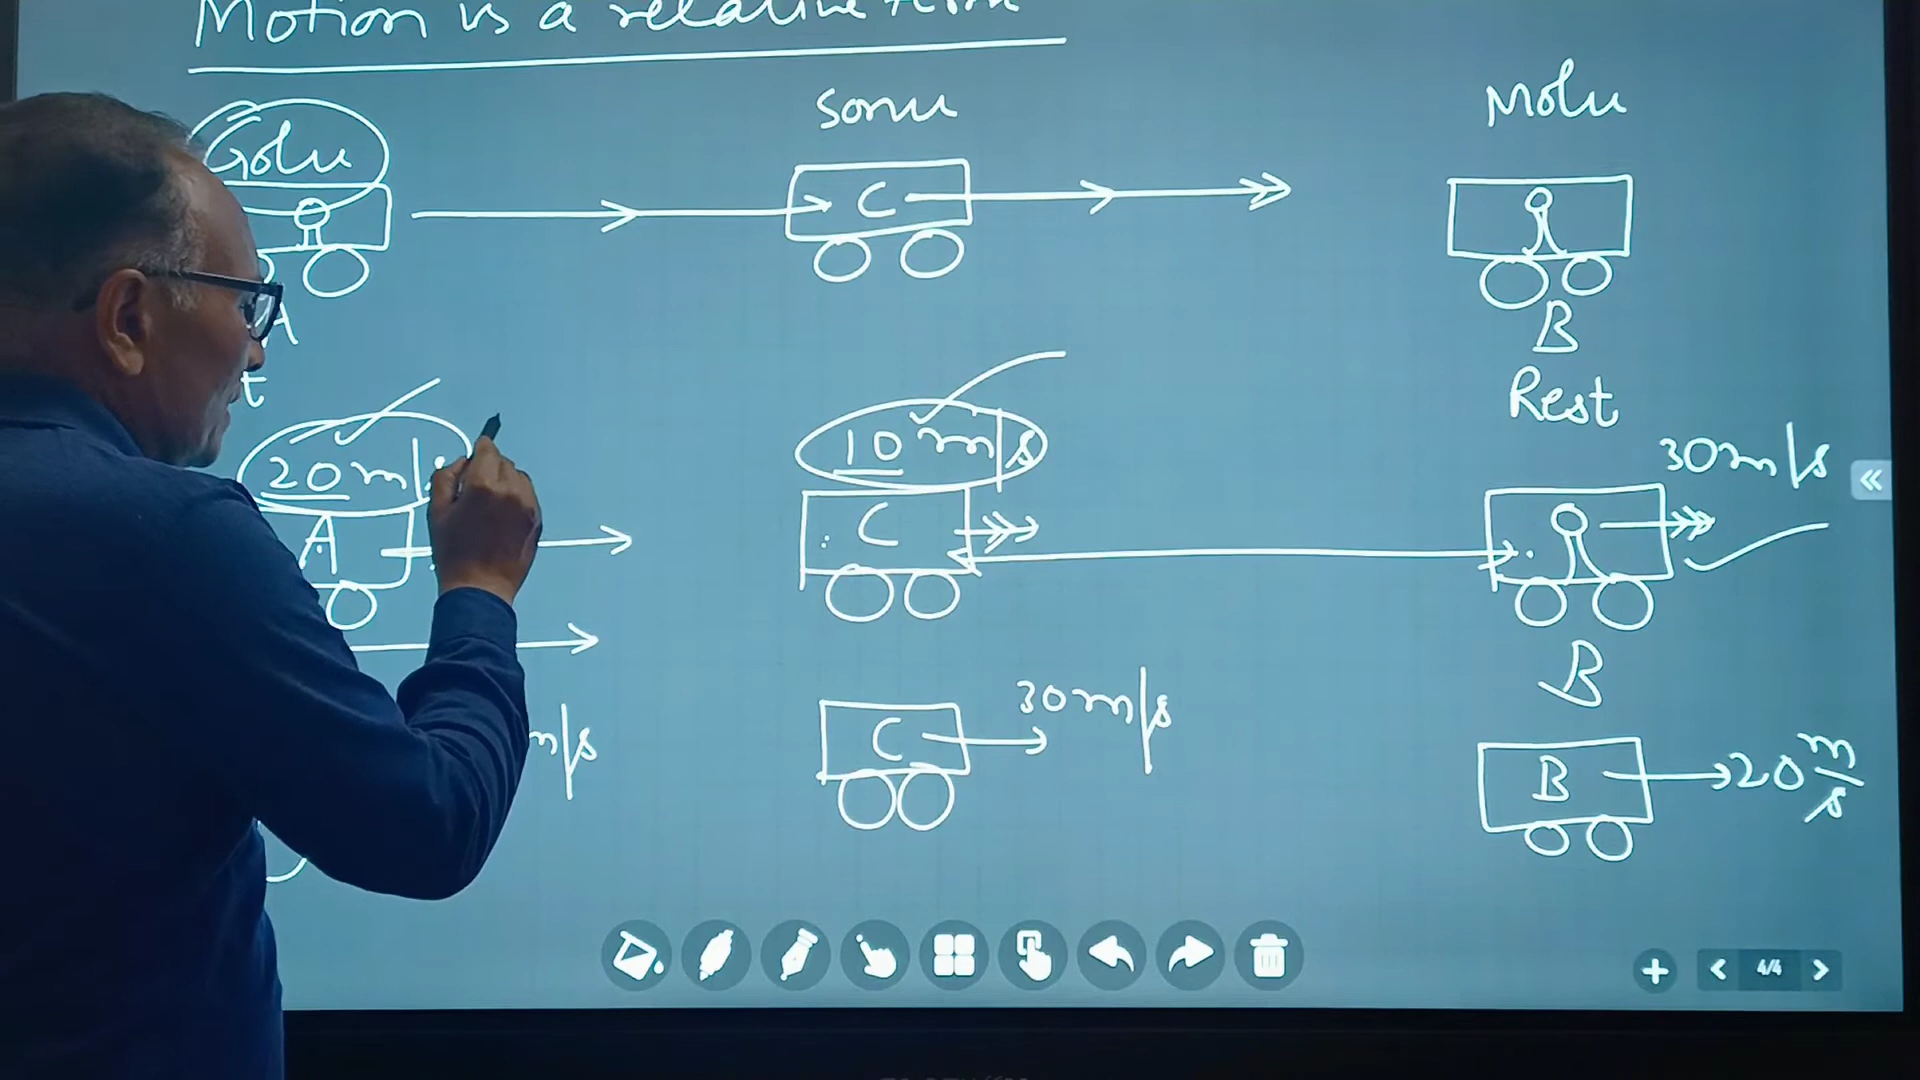 Motion is a relative term
Golu Sonu Molu
C
A B
t Rest
20 m/ 10 m/s 30 m/s
A C
B
m/s C 30 m/s B 20 m/s
4/4